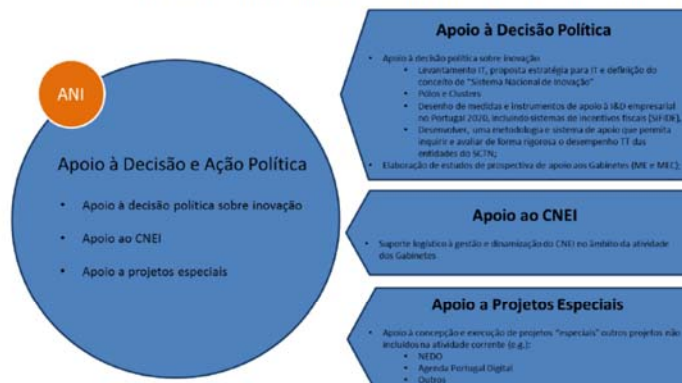 ANI
Apoio à Decisão e Ação Política
• Apoio à decisão política sobre inovação
• Apoio ao CNEI
• Apoio a projetos especiais
Apoio à Decisão Política
• Apoio à decisão política sobre inovação
• Levantamento IT, proposta estratégia para IT e definição do
conceito de "Sistema Nacional de Inovação"
• Pólos e Clusters
• Desenho de medidas e instrumentos de apoio à I&D empresarial
no Portugal 2020, incluindo sistemas de incentivos fiscais (SIFIDE),
• Desenvolver, uma metodologia e sistema de apoio que permita
inquirir e avaliar de forma rigorosa o desempenho TT das
entidades do SCTN;
• Elaboração de estudos de prospectiva de apoio aos Gabinetes (ME e MEC);
Apoio ao CNEI
• Suporte logístico à gestão e dinamização do CNEI no âmbito da atividade
dos Gabinetes
Apoio a Projetos Especiais
• Apoio à concepção e execução de projetos "especiais" outros projetos não
incluídos na atividade corrente (e.g.):
• NEDO
• Agenda Portugal Digital
• Outros